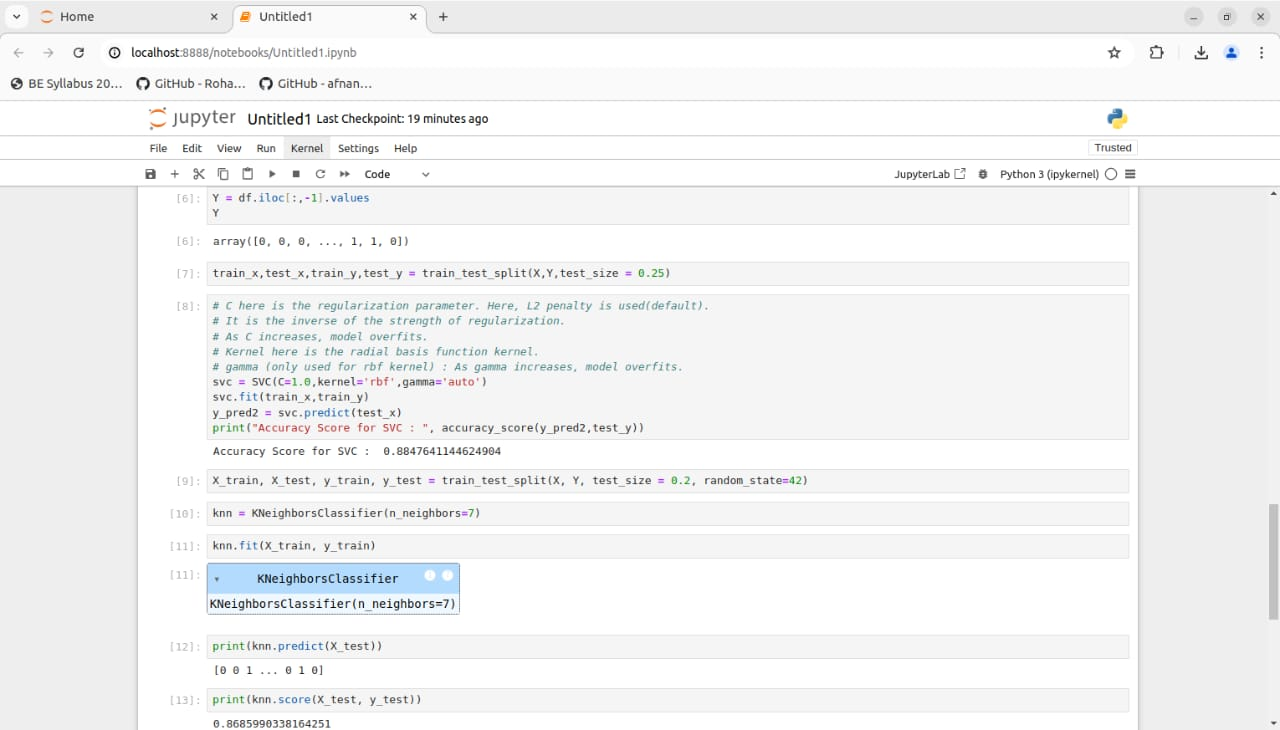 Home
Untitled1
localhost:8888/notebooks/Untitled1.ipynb
BE Syllabus 20...
GitHub - Roha...
GitHub - afnan...
jupyter Untitled1 Last Checkpoint: 19 minutes ago
File Edit View Run Kernel Settings Help
Trusted
Code
JupyterLab
Python 3 (ipykernel)
[6]: Y = df.iloc[:,-1].values
Y
[6]: array([0, 0, 0, ..., 1, 1, 0])
[7]: train_x,test_x,train_y,test_y = train_test_split(X,Y,test_size = 0.25)
[8]: # C here is the regularization parameter. Here, L2 penalty is used(default).
# It is the inverse of the strength of regularization.
# As C increases, model overfits.
# Kernel here is the radial basis function kernel.
# gamma (only used for rbf kernel) : As gamma increases, model overfits.
svc = SVC(C=1.0,kernel='rbf',gamma='auto')
svc.fit(train_x,train_y)
y_pred2 = svc.predict(test_x)
print("Accuracy Score for SVC : ", accuracy_score(y_pred2,test_y))
Accuracy Score for SVC :  0.8847641144624904
[9]: X_train, X_test, y_train, y_test = train_test_split(X, Y, test_size = 0.2, random_state=42)
[10]: knn = KNeighborsClassifier(n_neighbors=7)
[11]: knn.fit(X_train, y_train)
[11]: KNeighborsClassifier
KNeighborsClassifier(n_neighbors=7)
[12]: print(knn.predict(X_test))
[0 0 1 ... 0 1 0]
[13]: print(knn.score(X_test, y_test))
0.8685990338164251